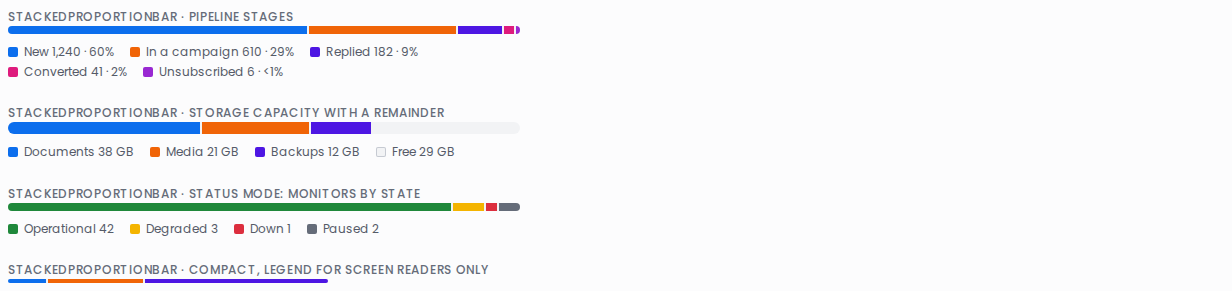 STACKEDPROPORTIONBAR · PIPELINE STAGES
New 1,240 · 60% In a campaign 610 · 29% Replied 182 · 9%
Converted 41 · 2% Unsubscribed 6 · <1%
STACKEDPROPORTIONBAR · STORAGE CAPACITY WITH A REMAINDER
Documents 38 GB Media 21 GB Backups 12 GB Free 29 GB
STACKEDPROPORTIONBAR · STATUS MODE: MONITORS BY STATE
Operational 42 Degraded 3 Down 1 Paused 2
STACKEDPROPORTIONBAR · COMPACT, LEGEND FOR SCREEN READERS ONLY